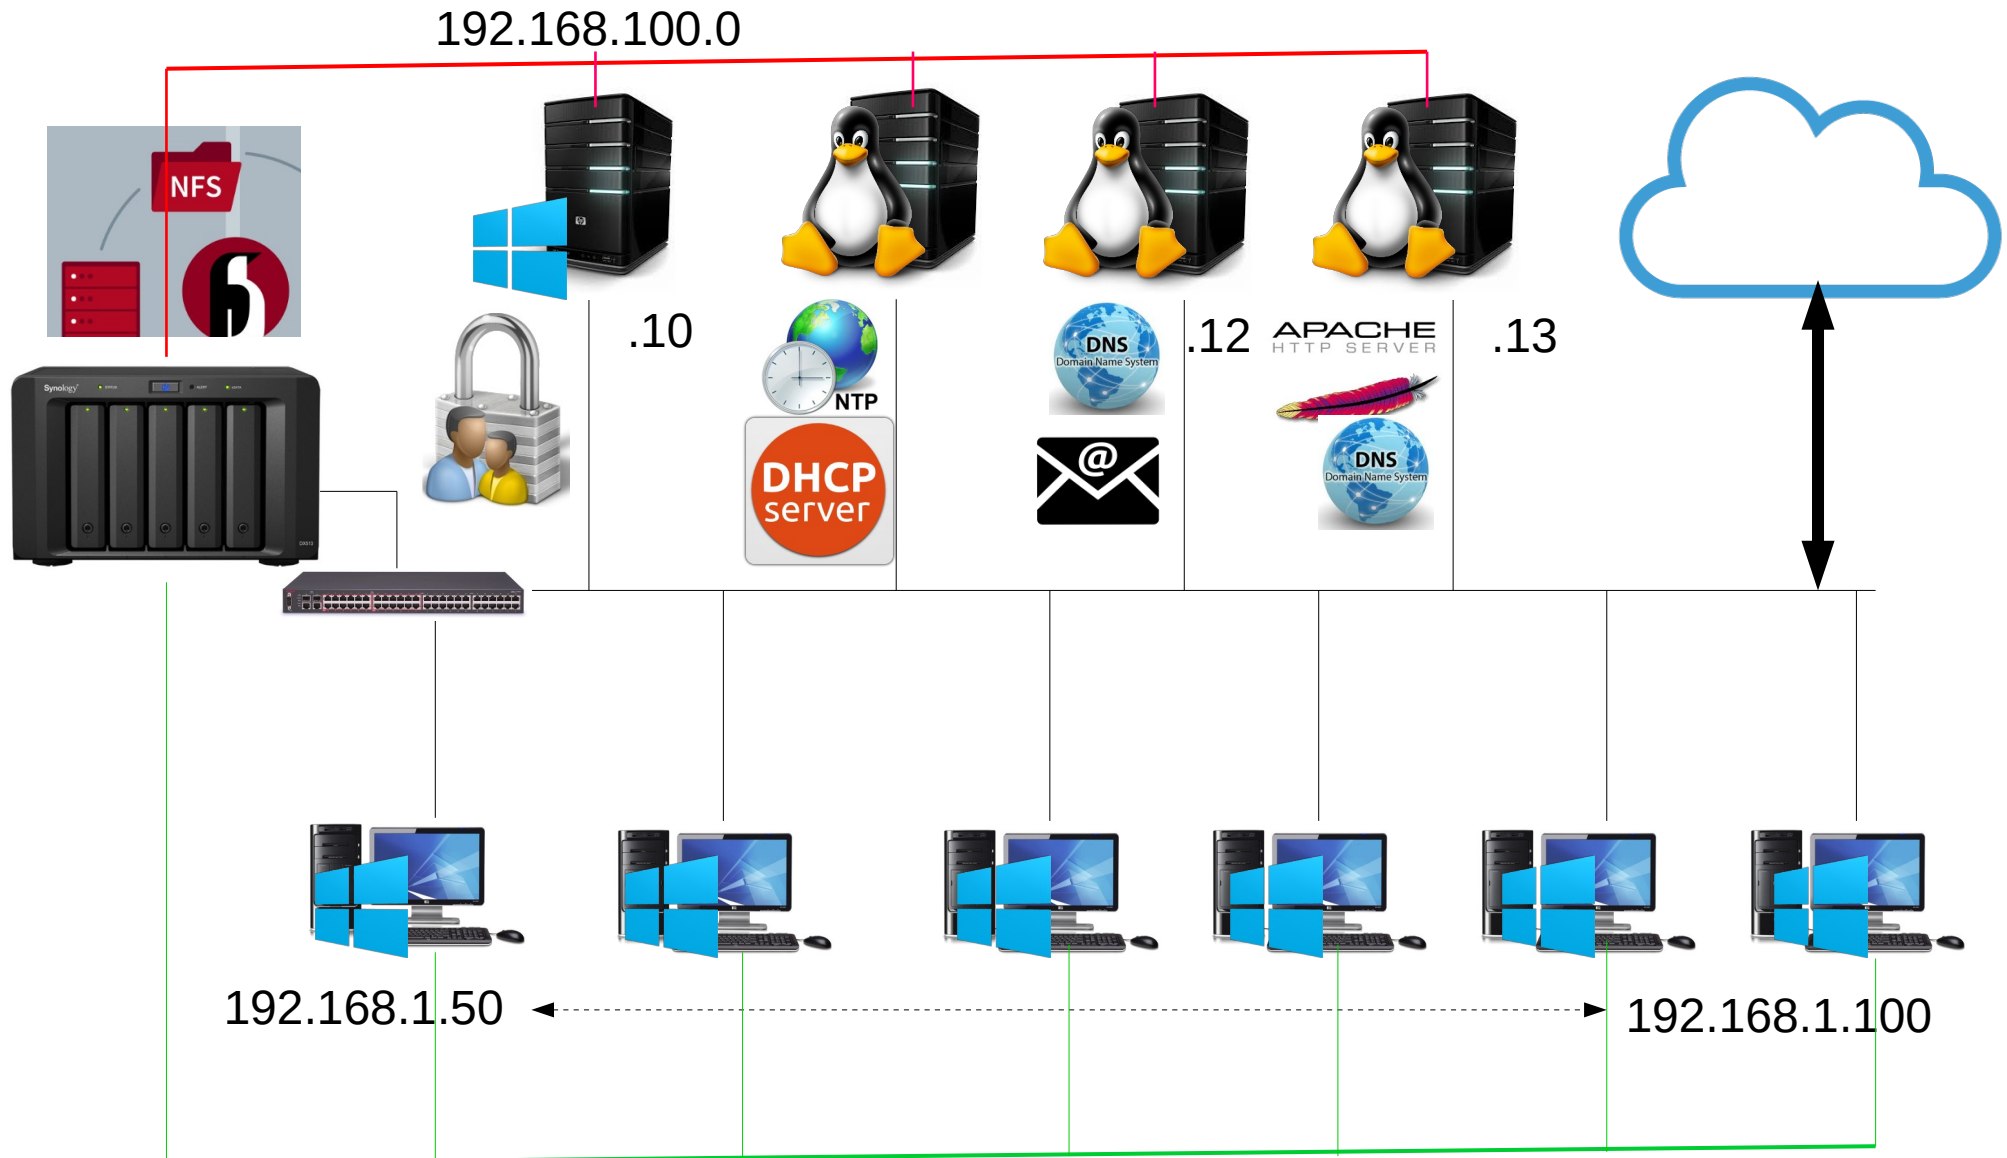 192.168.100.0
NFS
Synology
.10
NTP
DHCP
server
DNS
Domain Name System
.12
@
APACHE
HTTP SERVER
.13
DNS
Domain Name System
192.168.1.50
192.168.1.100